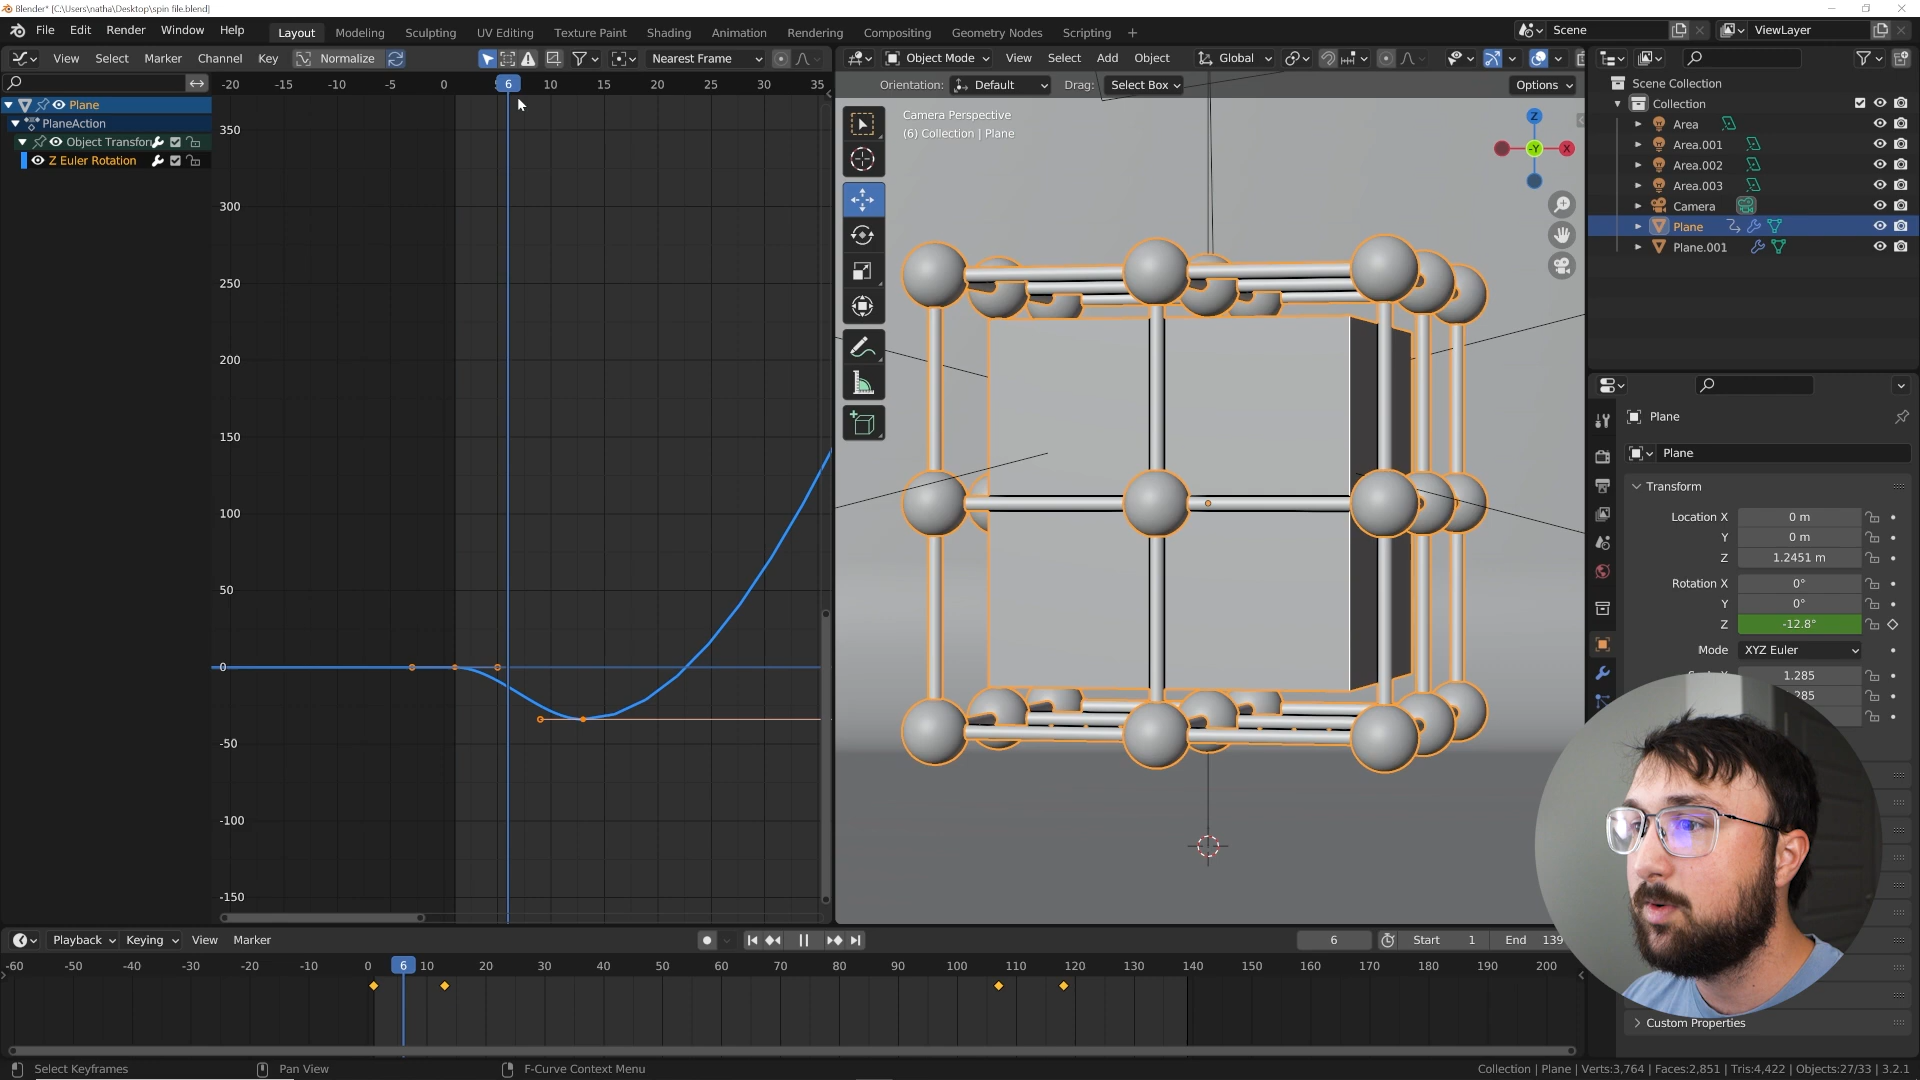 Blender* [C:\Users\natha\Desktop\spin file.blend]
File Edit Render Window Help Layout Modeling Sculpting UV Editing Texture Paint Shading Animation Rendering Compositing Geometry Nodes Scripting + Scene ViewLayer
View Select Marker Channel Key Normalize Nearest Frame Object Mode View Select Add Object Global
-20 -15 -10 -5 0 6 10 15 20 25 30 35
Orientation: Default Drag: Select Box Options
Plane
PlaneAction
Object Transfor
Z Euler Rotation
350
300
250
200
150
100
50
0
-50
-100
-150
Camera Perspective
(6) Collection | Plane
Z
-Y X
Scene Collection
Collection
Area
Area.001
Area.002
Area.003
Camera
Plane
Plane.001
Plane
Plane
Transform
Location X 0 m
Y 0 m
Z 1.2451 m
Rotation X 0°
Y 0°
Z -12.8°
Mode XYZ Euler
1.285
285
Custom Properties
Playback Keying View Marker 6 Start 1 End 139
-60 -50 -40 -30 -20 -10 0 6 10 20 30 40 50 60 70 80 90 100 110 120 130 140 150 160 170 180 190 200
Select Keyframes Pan View F-Curve Context Menu Collection | Plane | Verts:3,764 | Faces:2,851 | Tris:4,422 | Objects:27/33 | 3.2.1